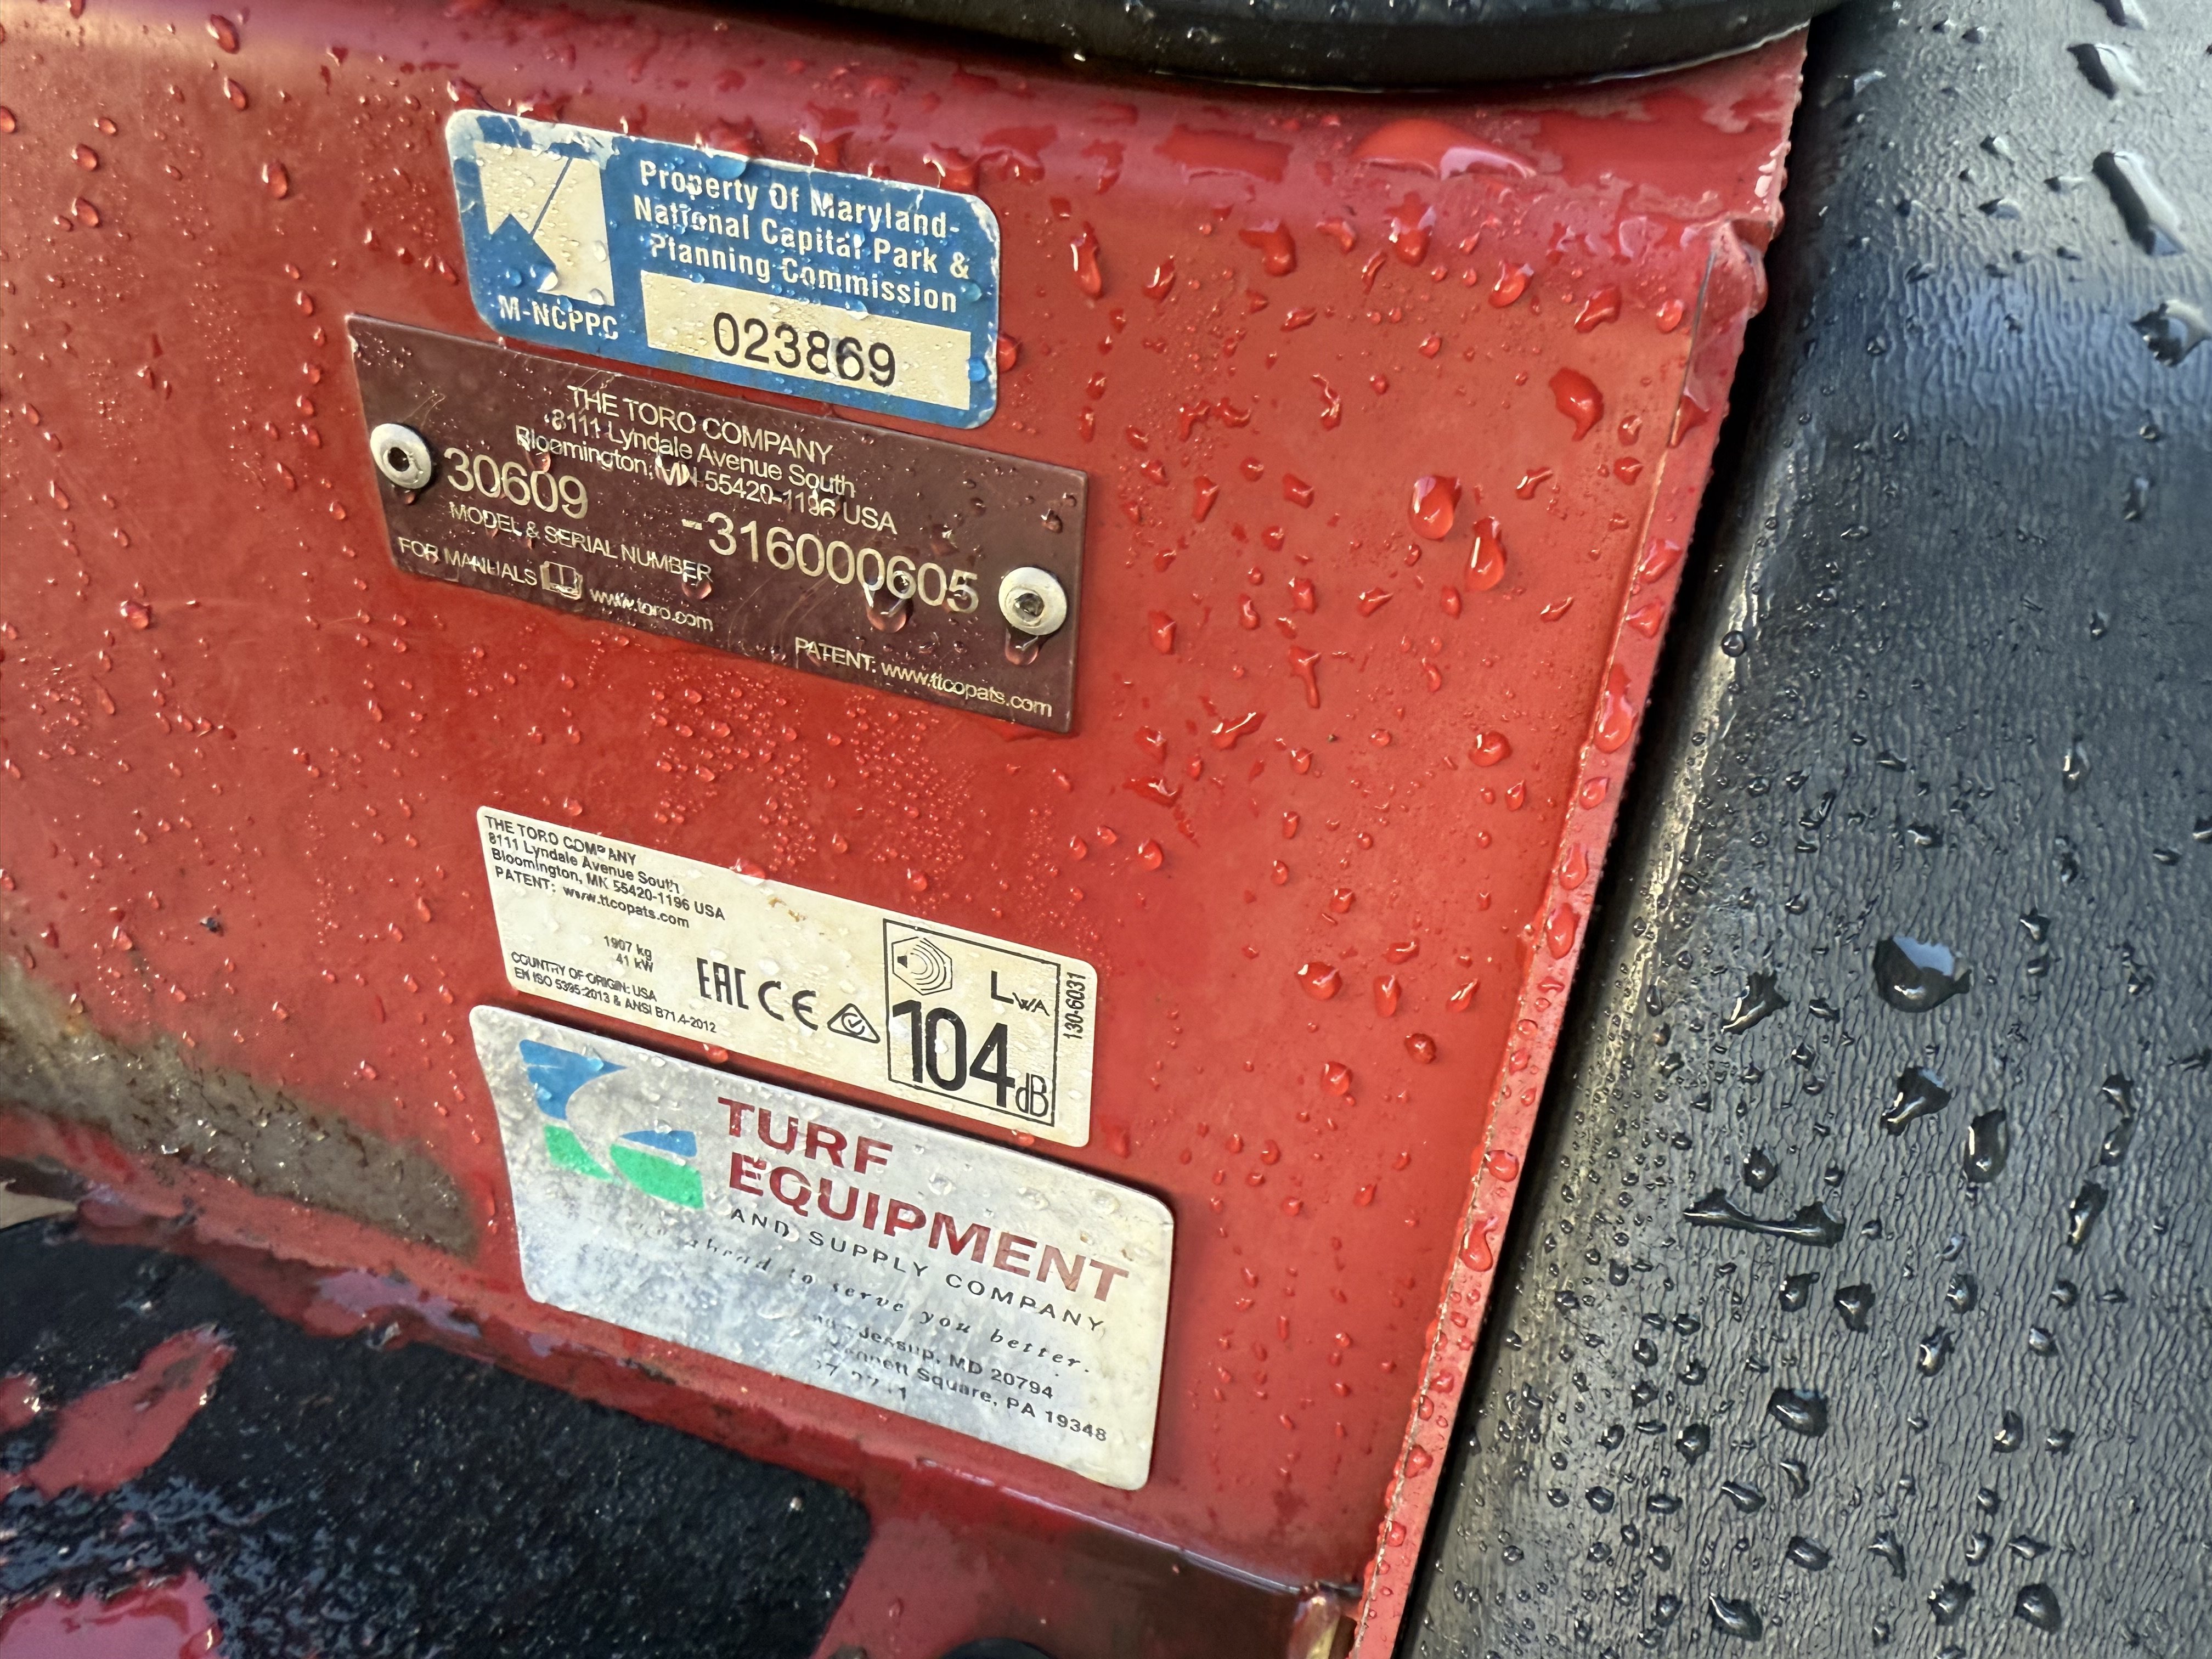 Property Of Maryland-
National Capital Park &
Planning Commission
M-NCPPC
023869
THE TORO COMPANY
8111 Lyndale Avenue South
Bloomington, MN 55420-1196 USA
30609 -316000605
MODEL & SERIAL NUMBER
FOR MANUALS www.toro.com
PATENT: www.ttcopats.com
THE TORO COMPANY
8111 Lyndale Avenue South
Bloomington, MN 55420-1196 USA
PATENT: www.ttcopats.com
1907 kg
41 kW
COUNTRY OF ORIGIN: USA
EN ISO 5395:2013 & ANSI B71.4-2012
EAC CE
LWA
104 dB
130-6031
TURF
EQUIPMENT
AND SUPPLY COMPANY
ahead to serve you better.
Jessup, MD 20794
Square, PA 19348